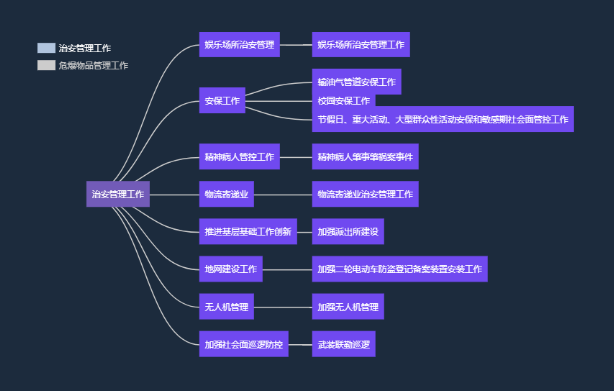 治安管理工作
危爆物品管理工作
娱乐场所治安管理
娱乐场所治安管理工作
输油气管道安保工作
安保工作
校园安保工作
节假日、重大活动、大型群众性活动安保和敏感期社会面管控工作
精神病人管控工作
精神病人肇事肇祸案事件
治安管理工作
物流寄递业
物流寄递业治安管理工作
推进基层基础工作创新
加强派出所建设
地网建设工作
加强二轮电动车防盗登记备案装置安装工作
无人机管理
加强无人机管理
加强社会面巡逻防控
武装联勤巡逻